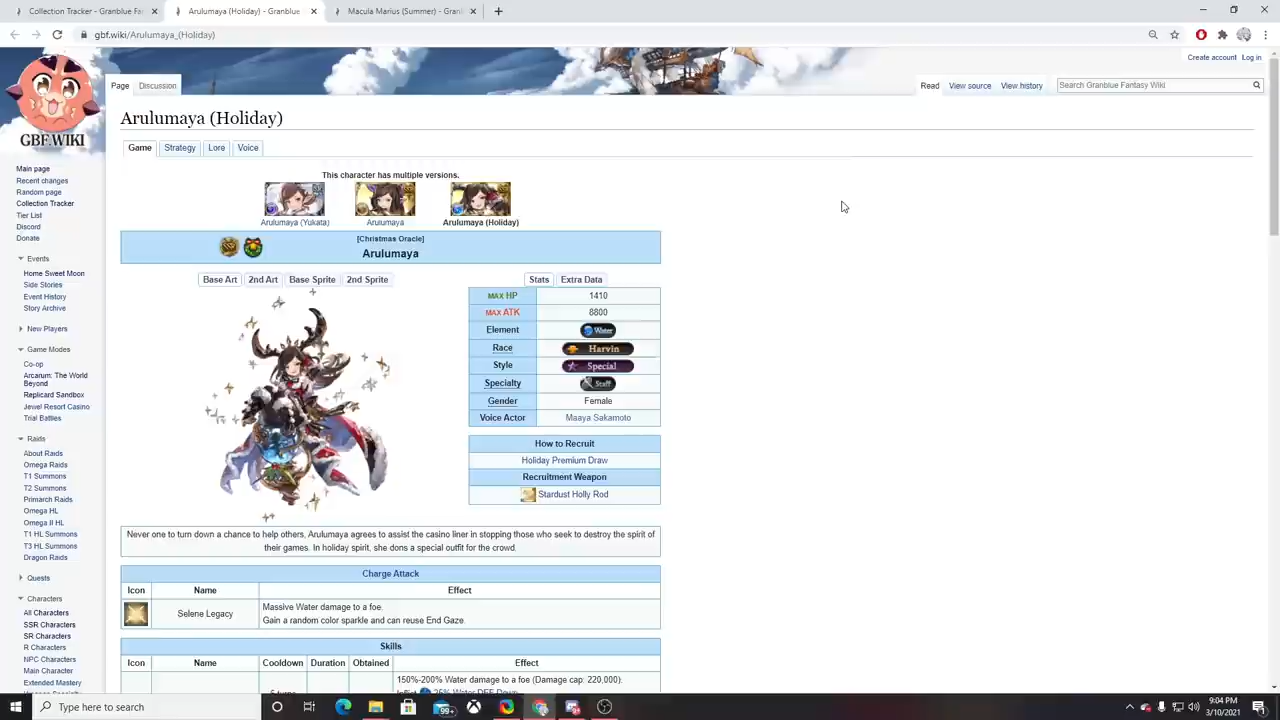 Collection Tracker - Granblue Fa
Arulumaya (Holiday) - Granblue
Macula Marius (Summer) - Granbl
gbf.wiki/Arulumaya_(Holiday)
Create account Log in
Page Discussion
Read View source View history
Search Granblue Fantasy Wiki
GBF.WIKI
Arulumaya (Holiday)
Game Strategy Lore Voice
This character has multiple versions.
Arulumaya (Yukata) Arulumaya Arulumaya (Holiday)
[Christmas Oracle]
Arulumaya
Base Art 2nd Art Base Sprite 2nd Sprite
Stats Extra Data
MAX HP 1410
MAX ATK 8800
Element Water
Race Harvin
Style Special
Specialty Staff
Gender Female
Voice Actor Maaya Sakamoto
How to Recruit
Holiday Premium Draw
Recruitment Weapon
Stardust Holly Rod
Never one to turn down a chance to help others, Arulumaya agrees to assist the casino liner in stopping those who seek to destroy the spirit of
their games. In holiday spirit, she dons a special outfit for the crowd.
Charge Attack
Icon Name Effect
Selene Legacy
Massive Water damage to a foe.
Gain a random color sparkle and can reuse End Gaze.
Skills
Icon Name Cooldown Duration Obtained Effect
150%-200% Water damage to a foe (Damage cap: 220,000).
Main page
Recent changes
Random page
Collection Tracker
Tier List
Discord
Donate
Events
Home Sweet Moon
Side Stories
Event History
Story Archive
New Players
Game Modes
Co-op
Arcarum: The World
Beyond
Replicard Sandbox
Jewel Resort Casino
Trial Battles
Raids
About Raids
Omega Raids
T1 Summons
T2 Summons
Primarch Raids
Omega HL
Omega II HL
T1 HL Summons
T3 HL Summons
Dragon Raids
Quests
Characters
All Characters
SSR Characters
SR Characters
R Characters
NPC Characters
Main Character
Extended Mastery
Type here to search
99+
9:04 PM
3/10/2021